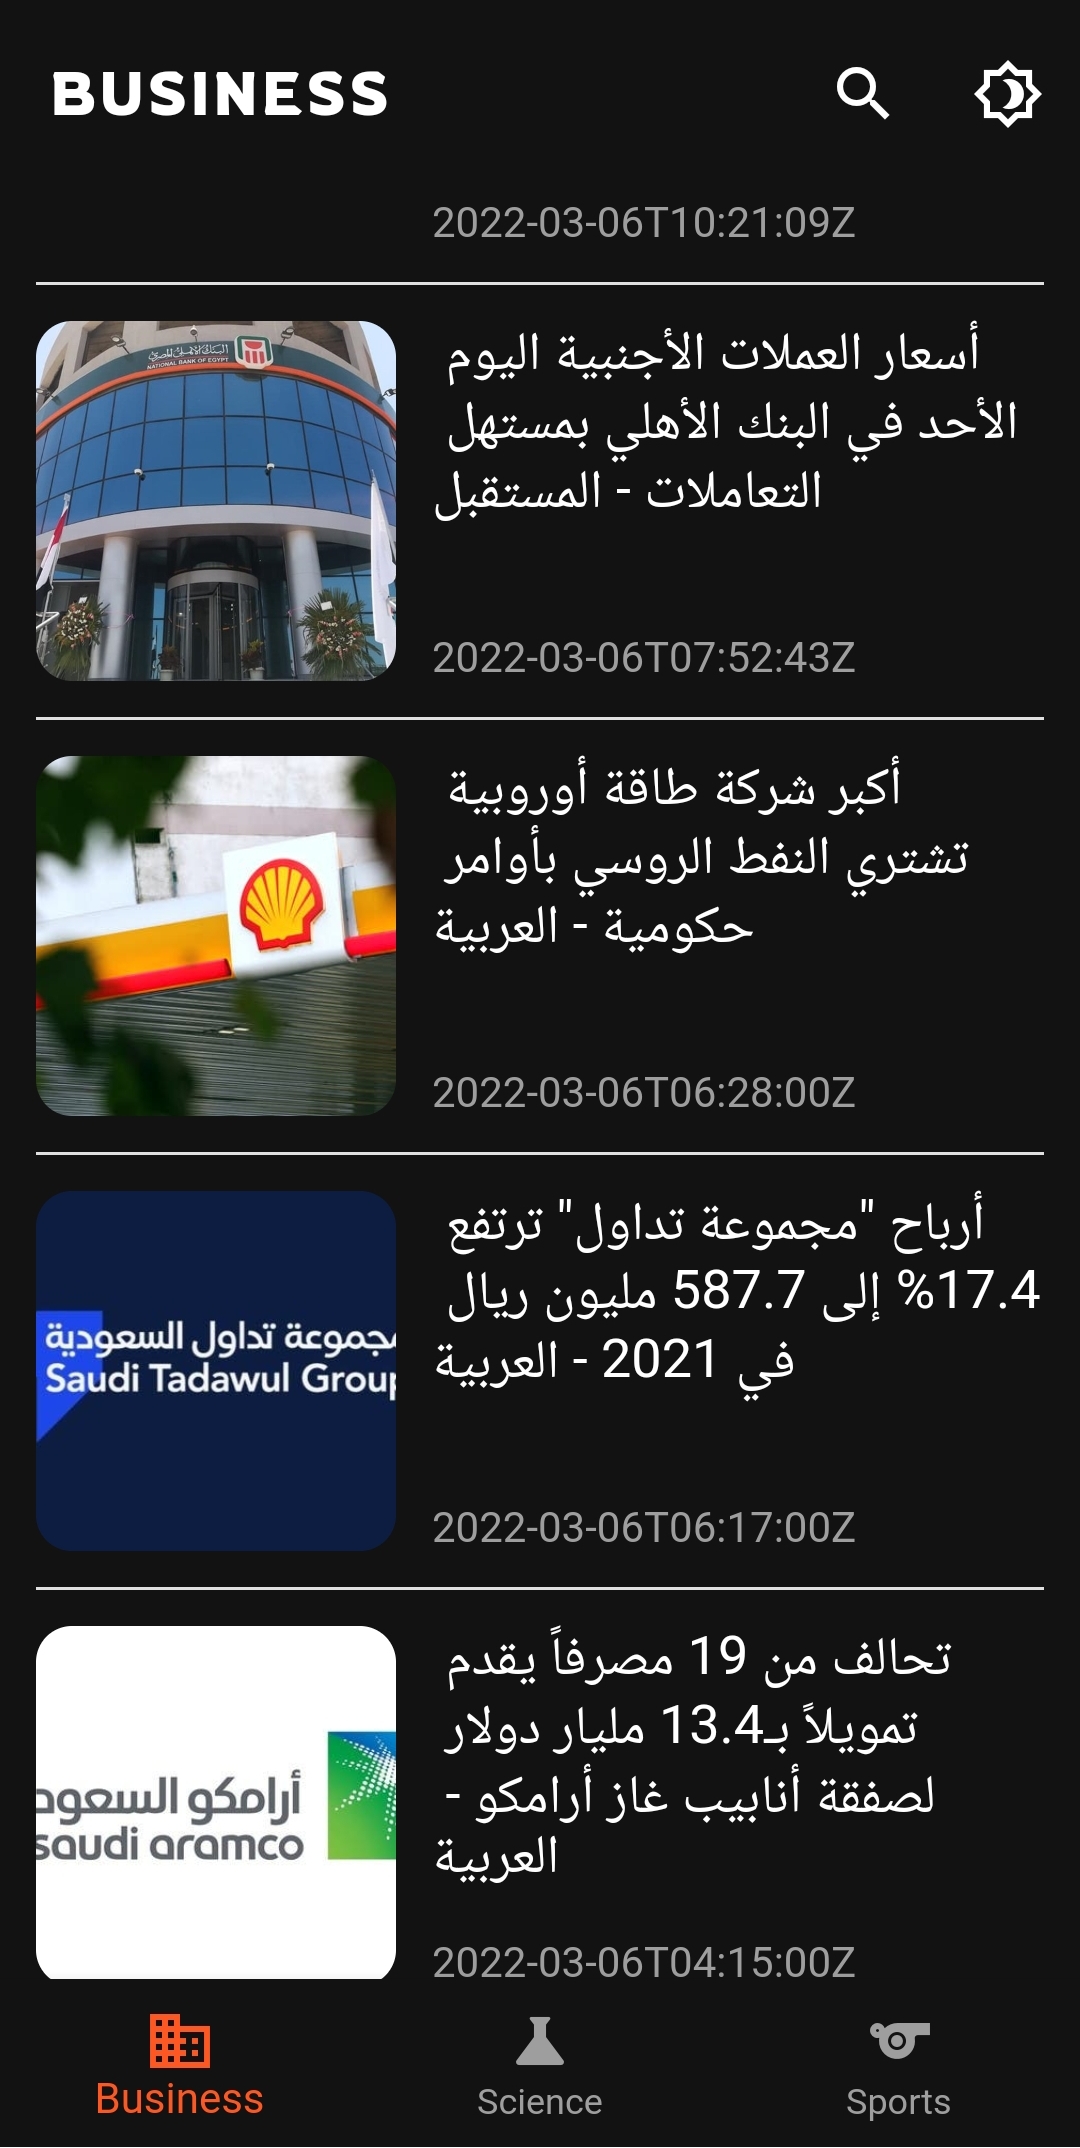 BUSINESS
2022-03-06T10:21:09Z
البنك الأهلي المصري
NATIONAL BANK OF EGYPT
أسعار العملات الأجنبية اليوم
الأحد في البنك الأهلي بمستهل
التعاملات - المستقبل
2022-03-06T07:52:43Z
أكبر شركة طاقة أوروبية
تشتري النفط الروسي بأوامر
حكومية - العربية
2022-03-06T06:28:00Z
مجموعة تداول السعودية
Saudi Tadawul Group
أرباح "مجموعة تداول" ترتفع
17.4% إلى 587.7 مليون ريال
في 2021 - العربية
2022-03-06T06:17:00Z
أرامكو السعود
saudi aramco
تحالف من 19 مصرفاً يقدم
تمويلاً بـ13.4 مليار دولار
لصفقة أنابيب غاز أرامكو -
العربية
2022-03-06T04:15:00Z
Business
Science
Sports